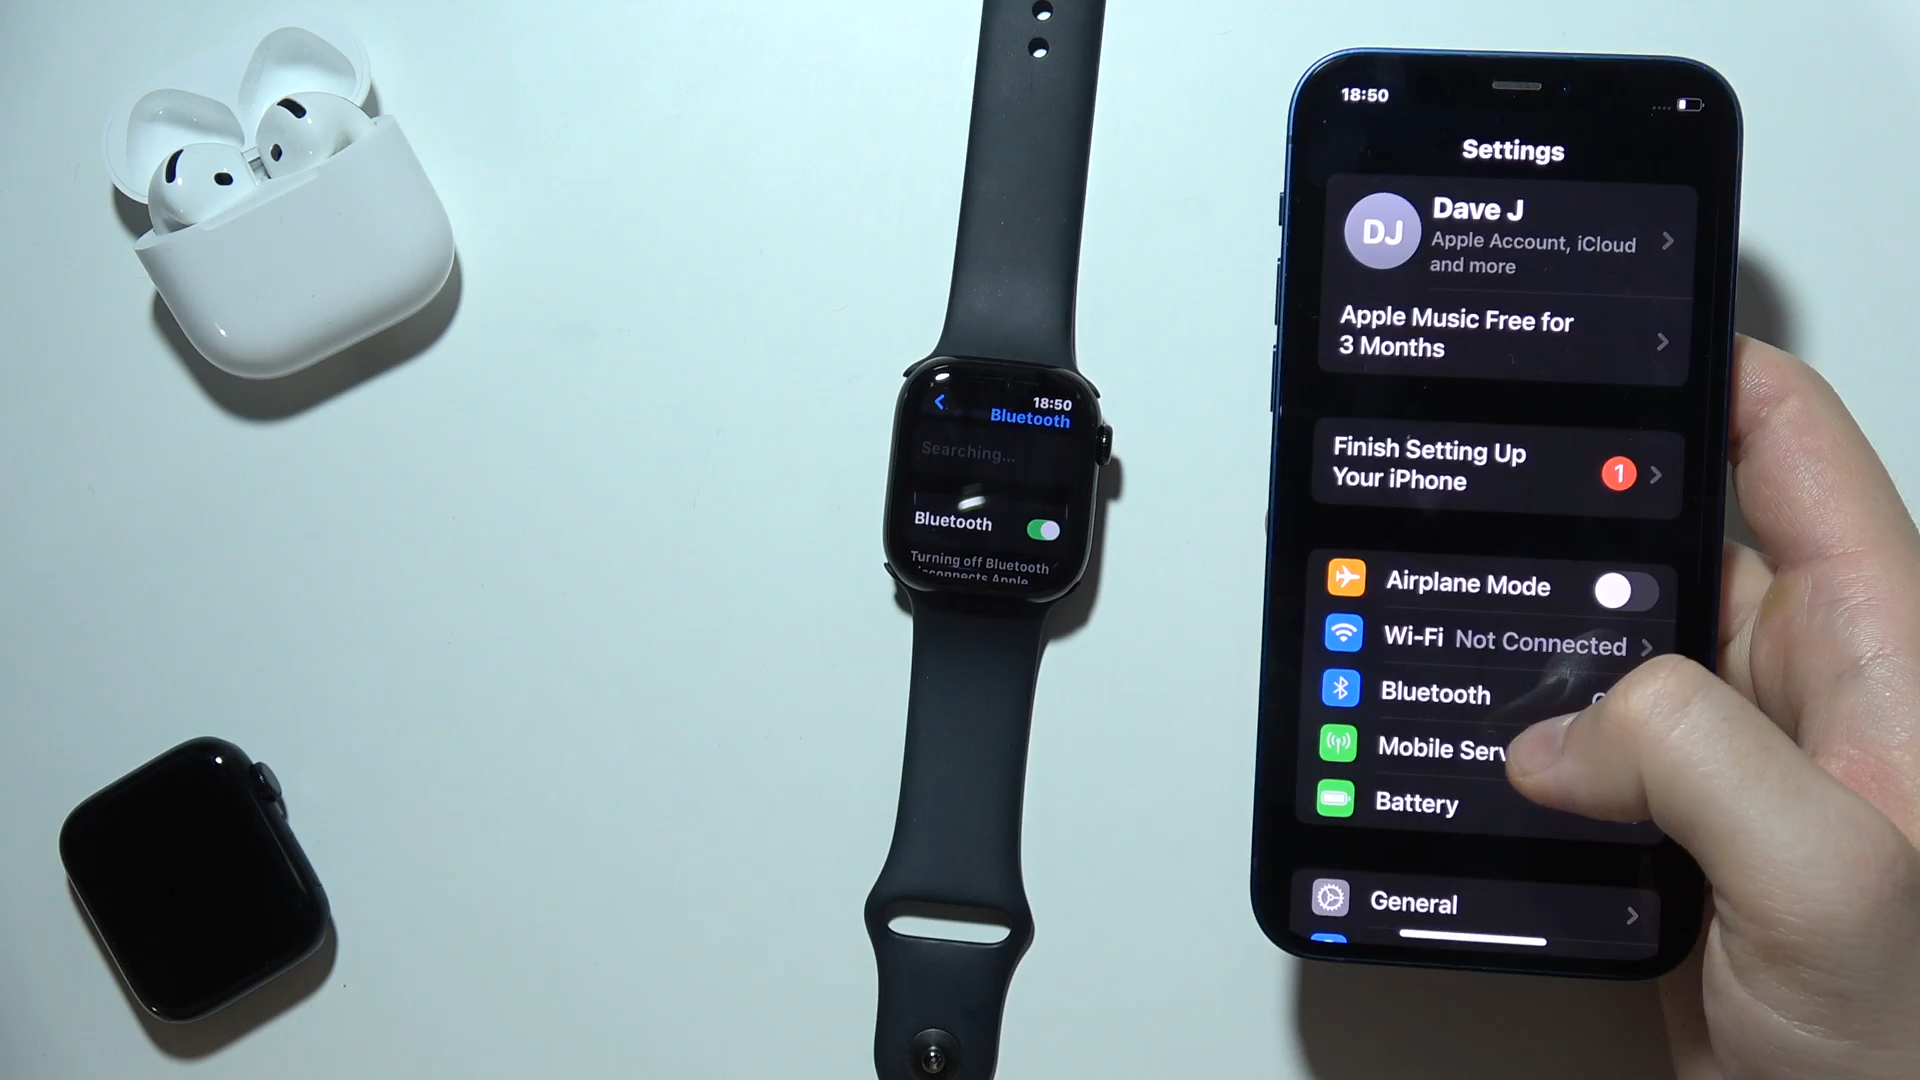 18:50
Bluetooth
Searching...
Bluetooth
Turning off Bluetooth
18:50
Settings
DJ
Dave J
Apple Account, iCloud
and more
Apple Music Free for
3 Months
Finish Setting Up
Your iPhone
1
Airplane Mode
Wi-Fi Not Connected
Bluetooth
Mobile
Battery
General